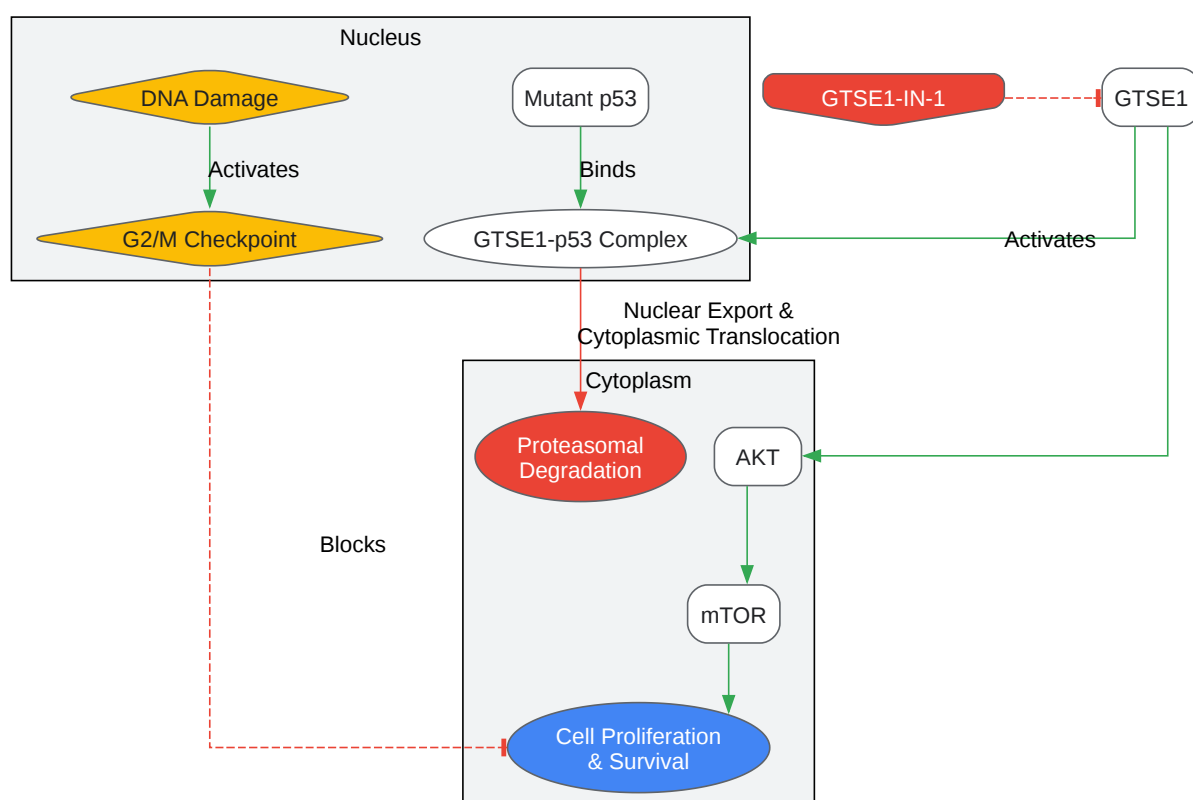 Nucleus
DNA Damage
Mutant p53
GTSE1-IN-1
GTSE1
Activates
Binds
G2/M Checkpoint
GTSE1-p53 Complex
Activates
Nuclear Export &
Cytoplasmic Translocation
Cytoplasm
Proteasomal
Degradation
AKT
Blocks
mTOR
Cell Proliferation
& Survival